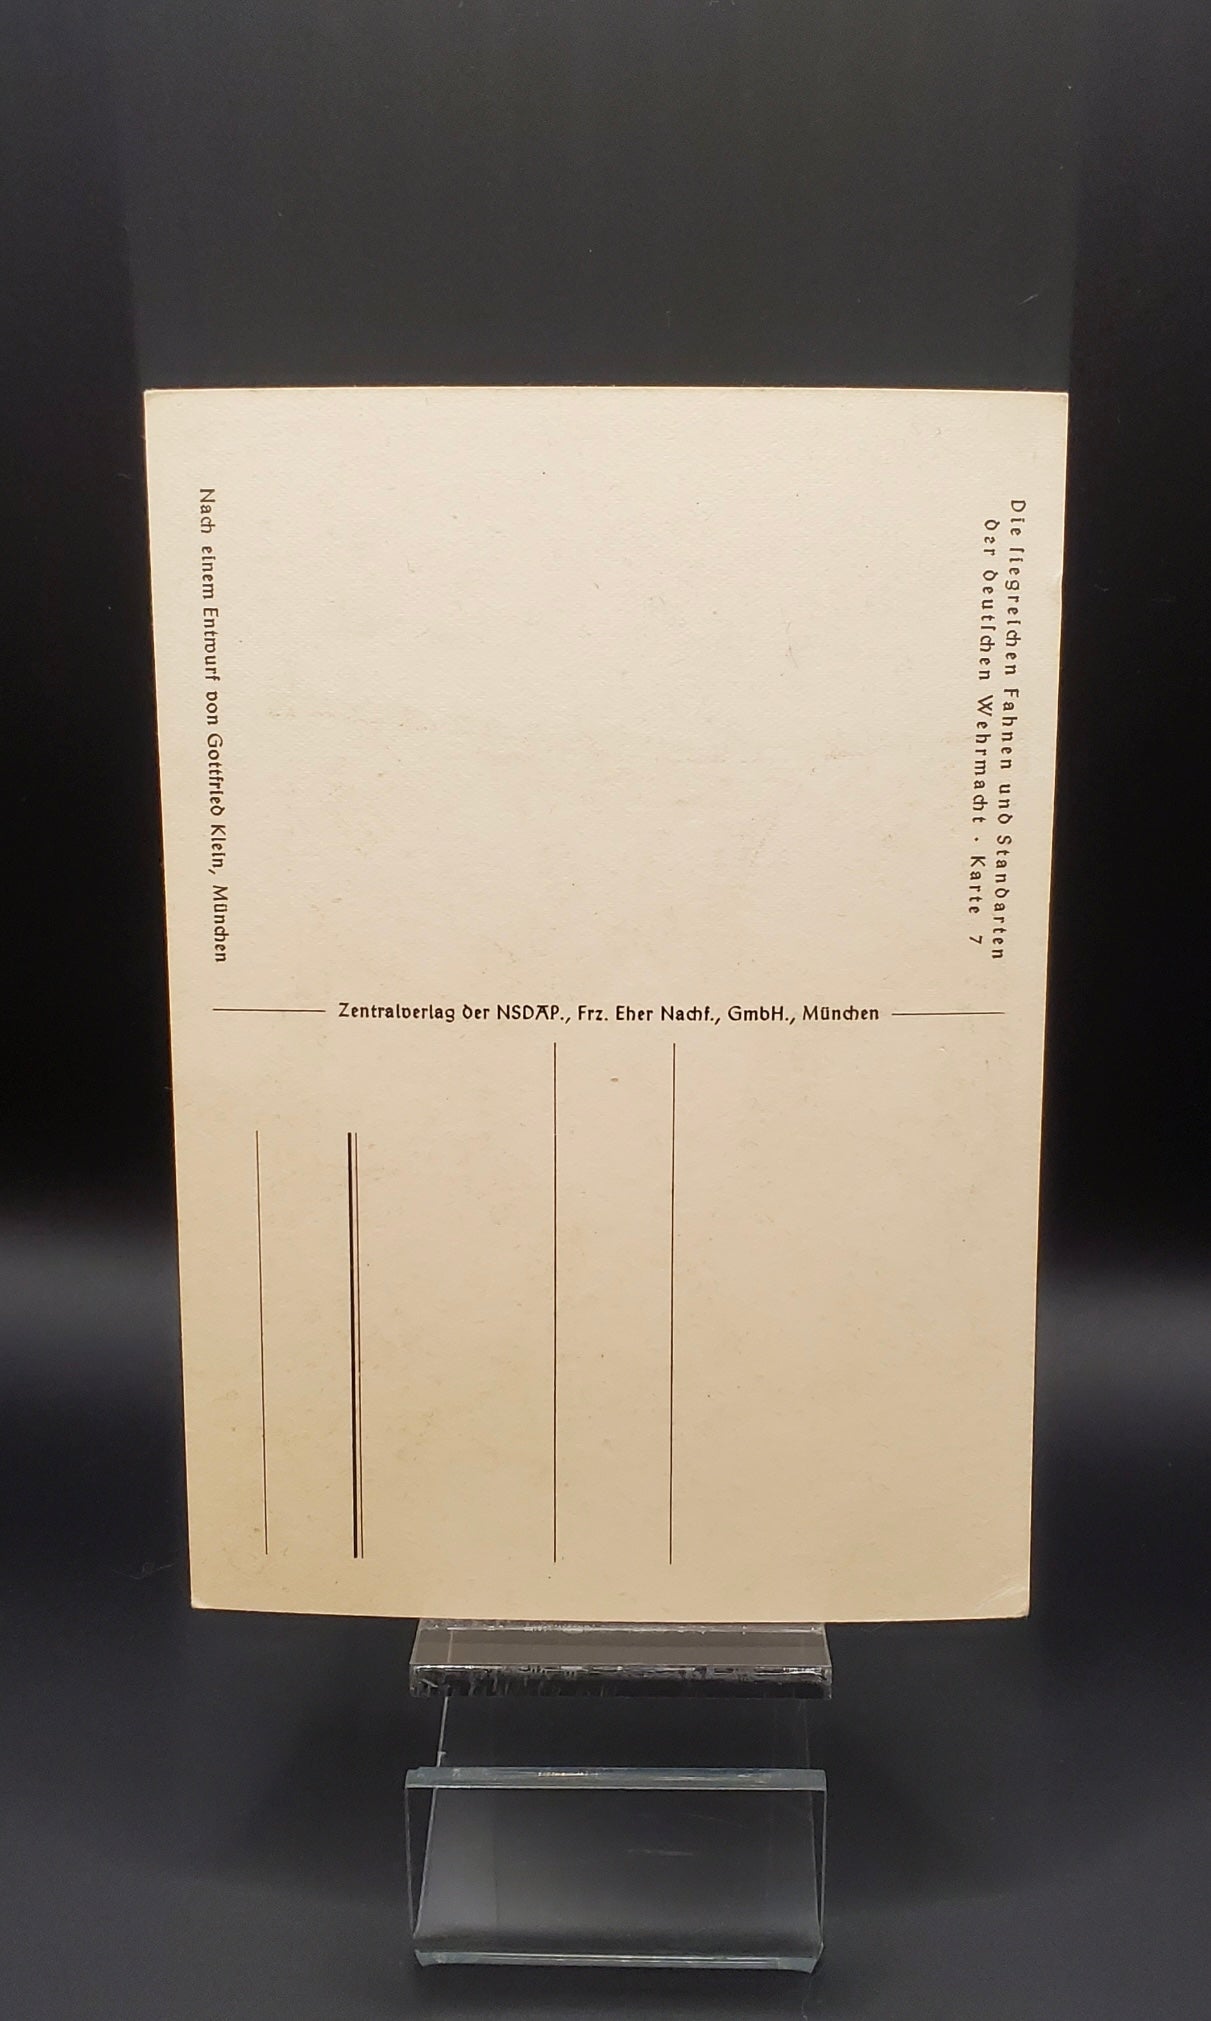 Die siegreichen Fahnen und Standarten
der deutschen Wehrmacht · Karte 7
Nach einem Entwurf von Gottfried Klein, München
Zentralverlag der NSDAP., Frz. Eher Nachf., GmbH., München